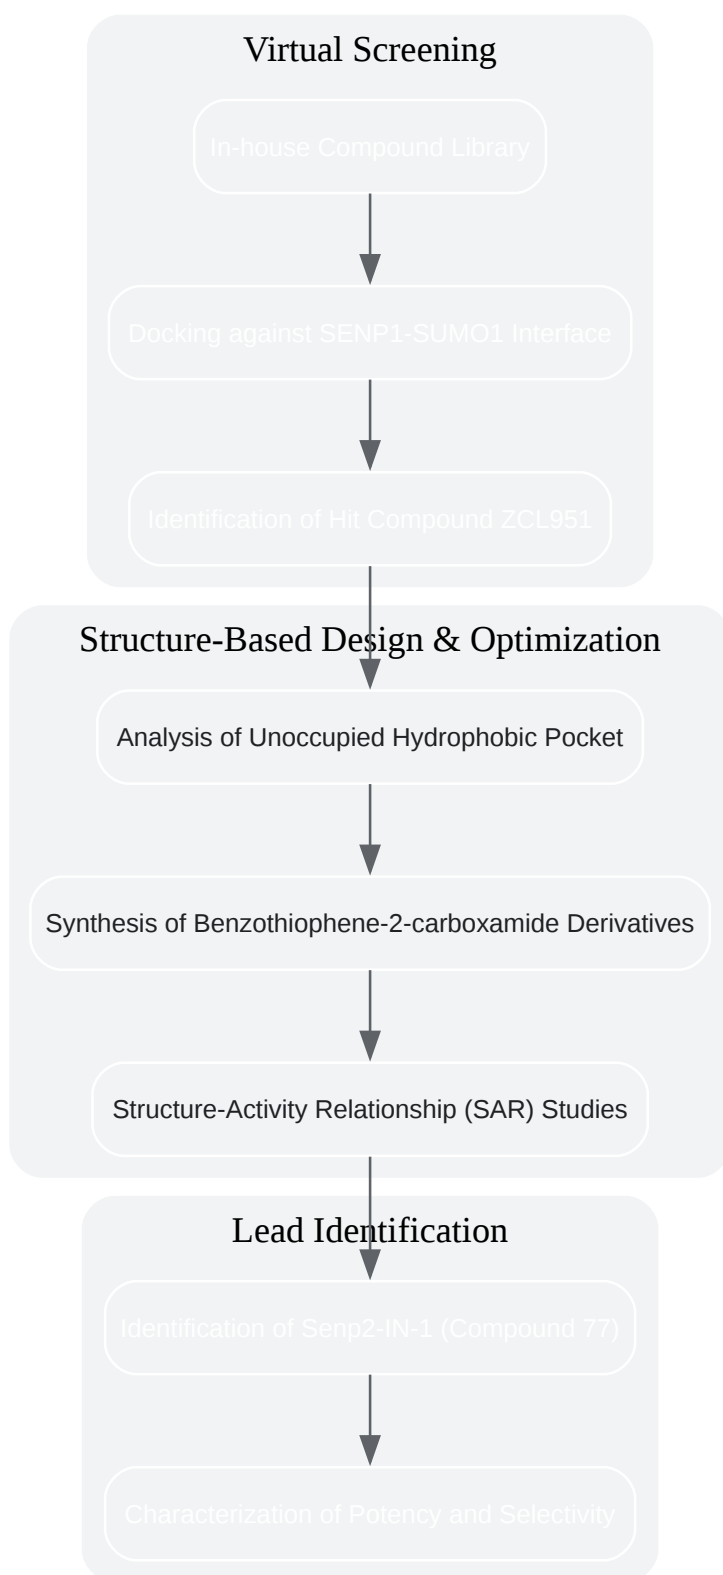 Virtual Screening
In-house Compound Library
Docking against SENP1-SUMO1 Interface
Identification of Hit Compound ZCL951
Structure-Based Design & Optimization
Analysis of Unoccupied Hydrophobic Pocket
Synthesis of Benzothiophene-2-carboxamide Derivatives
Structure-Activity Relationship (SAR) Studies
Lead Identification
Identification of Senp2-IN-1 (Compound 77)
Characterization of Potency and Selectivity